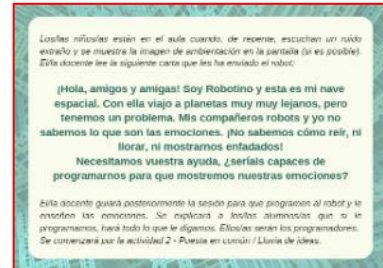 Los/las niños/as están en el aula cuando, de repente, escuchan un ruido
extraño y se muestra la imagen de ambientación en la pantalla (si es posible).
El/la docente lee la siguiente carta que les ha enviado el robot:
¡Hola, amigos y amigas! Soy Robotino y esta es mi nave
espacial. Con ella viajo a planetas muy muy lejanos, pero
tenemos un problema. Mis compañeros robots y yo no
sabemos lo que son las emociones. ¡No sabemos cómo reír, ni
llorar, ni mostrarnos enfadados!
Necesitamos vuestra ayuda, ¿seríais capaces de
programarnos para que mostremos nuestras emociones?
El/la docente guiará posteriormente la sesión para que programen al robot y le
enseñen las emociones. Se explicará a los/las alumnos/as que si le
programamos, hará todo lo que le digamos. Ellos/as serán los programadores.
Se comenzará por la actividad 2 - Puesta en común / Lluvia de ideas.